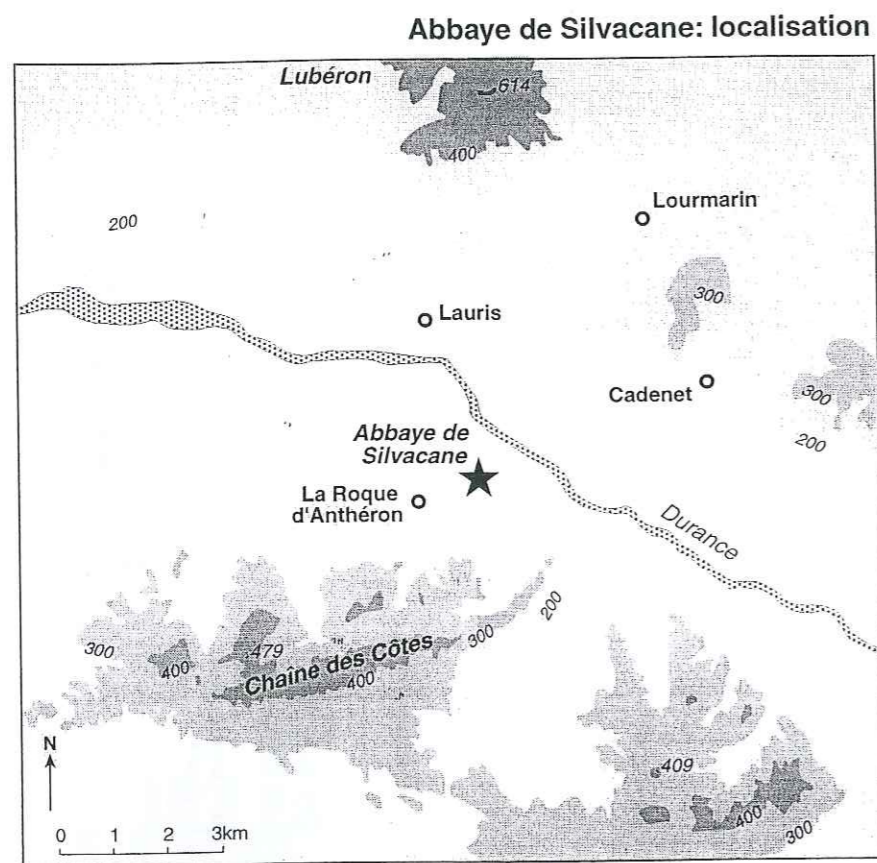 Abbaye de Silvacane: localisation
Lubéron
614
400
Lourmarin
200
300
Lauris
Cadenet
300
200
Abbaye de
Silvacane
La Roque
d'Anthéron
Durance
200
300
300
479
400
Chaîne des Côtes
400
N
409
400
300
0 1 2 3km